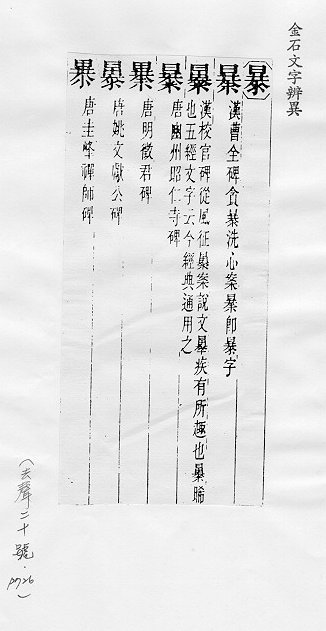 金石文字辨異
【暴】
暴 漢曹全碑貪暴洗心案暴即暴字
暴 漢校官碑從風征暴案說文暴疾有所趣也暴晞
也五經文字云今經典通用之
暴 唐豳州昭仁寺碑
暴 唐明徵君碑
暴 唐姚文獻公碑
暴 唐圭峰禪師碑
(去聲二十號.p726)